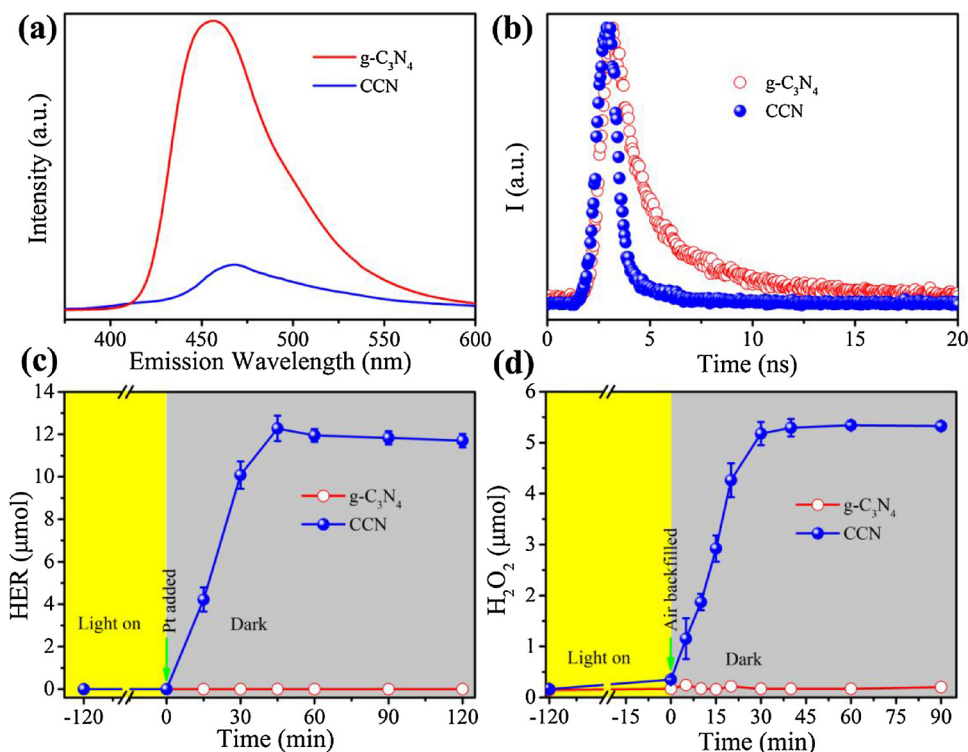 (a)
g-C₃N₄
CCN
Intensity (a.u.)
400 450 500 550 600
Emission Wavelength (nm)
(b)
g-C₃N₄
CCN
I (a.u.)
0 5 10 15 20
Time (ns)
(c)
14
12
10
8
6
4
2
0
HER (μmol)
g-C₃N₄
CCN
Pt added
Light on
Dark
-120 0 30 60 90 120
Time (min)
(d)
6
5
4
3
2
1
0
H₂O₂ (μmol)
g-C₃N₄
CCN
Air backfilled
Light on
Dark
-120 -15 0 15 30 45 60 75 90
Time (min)